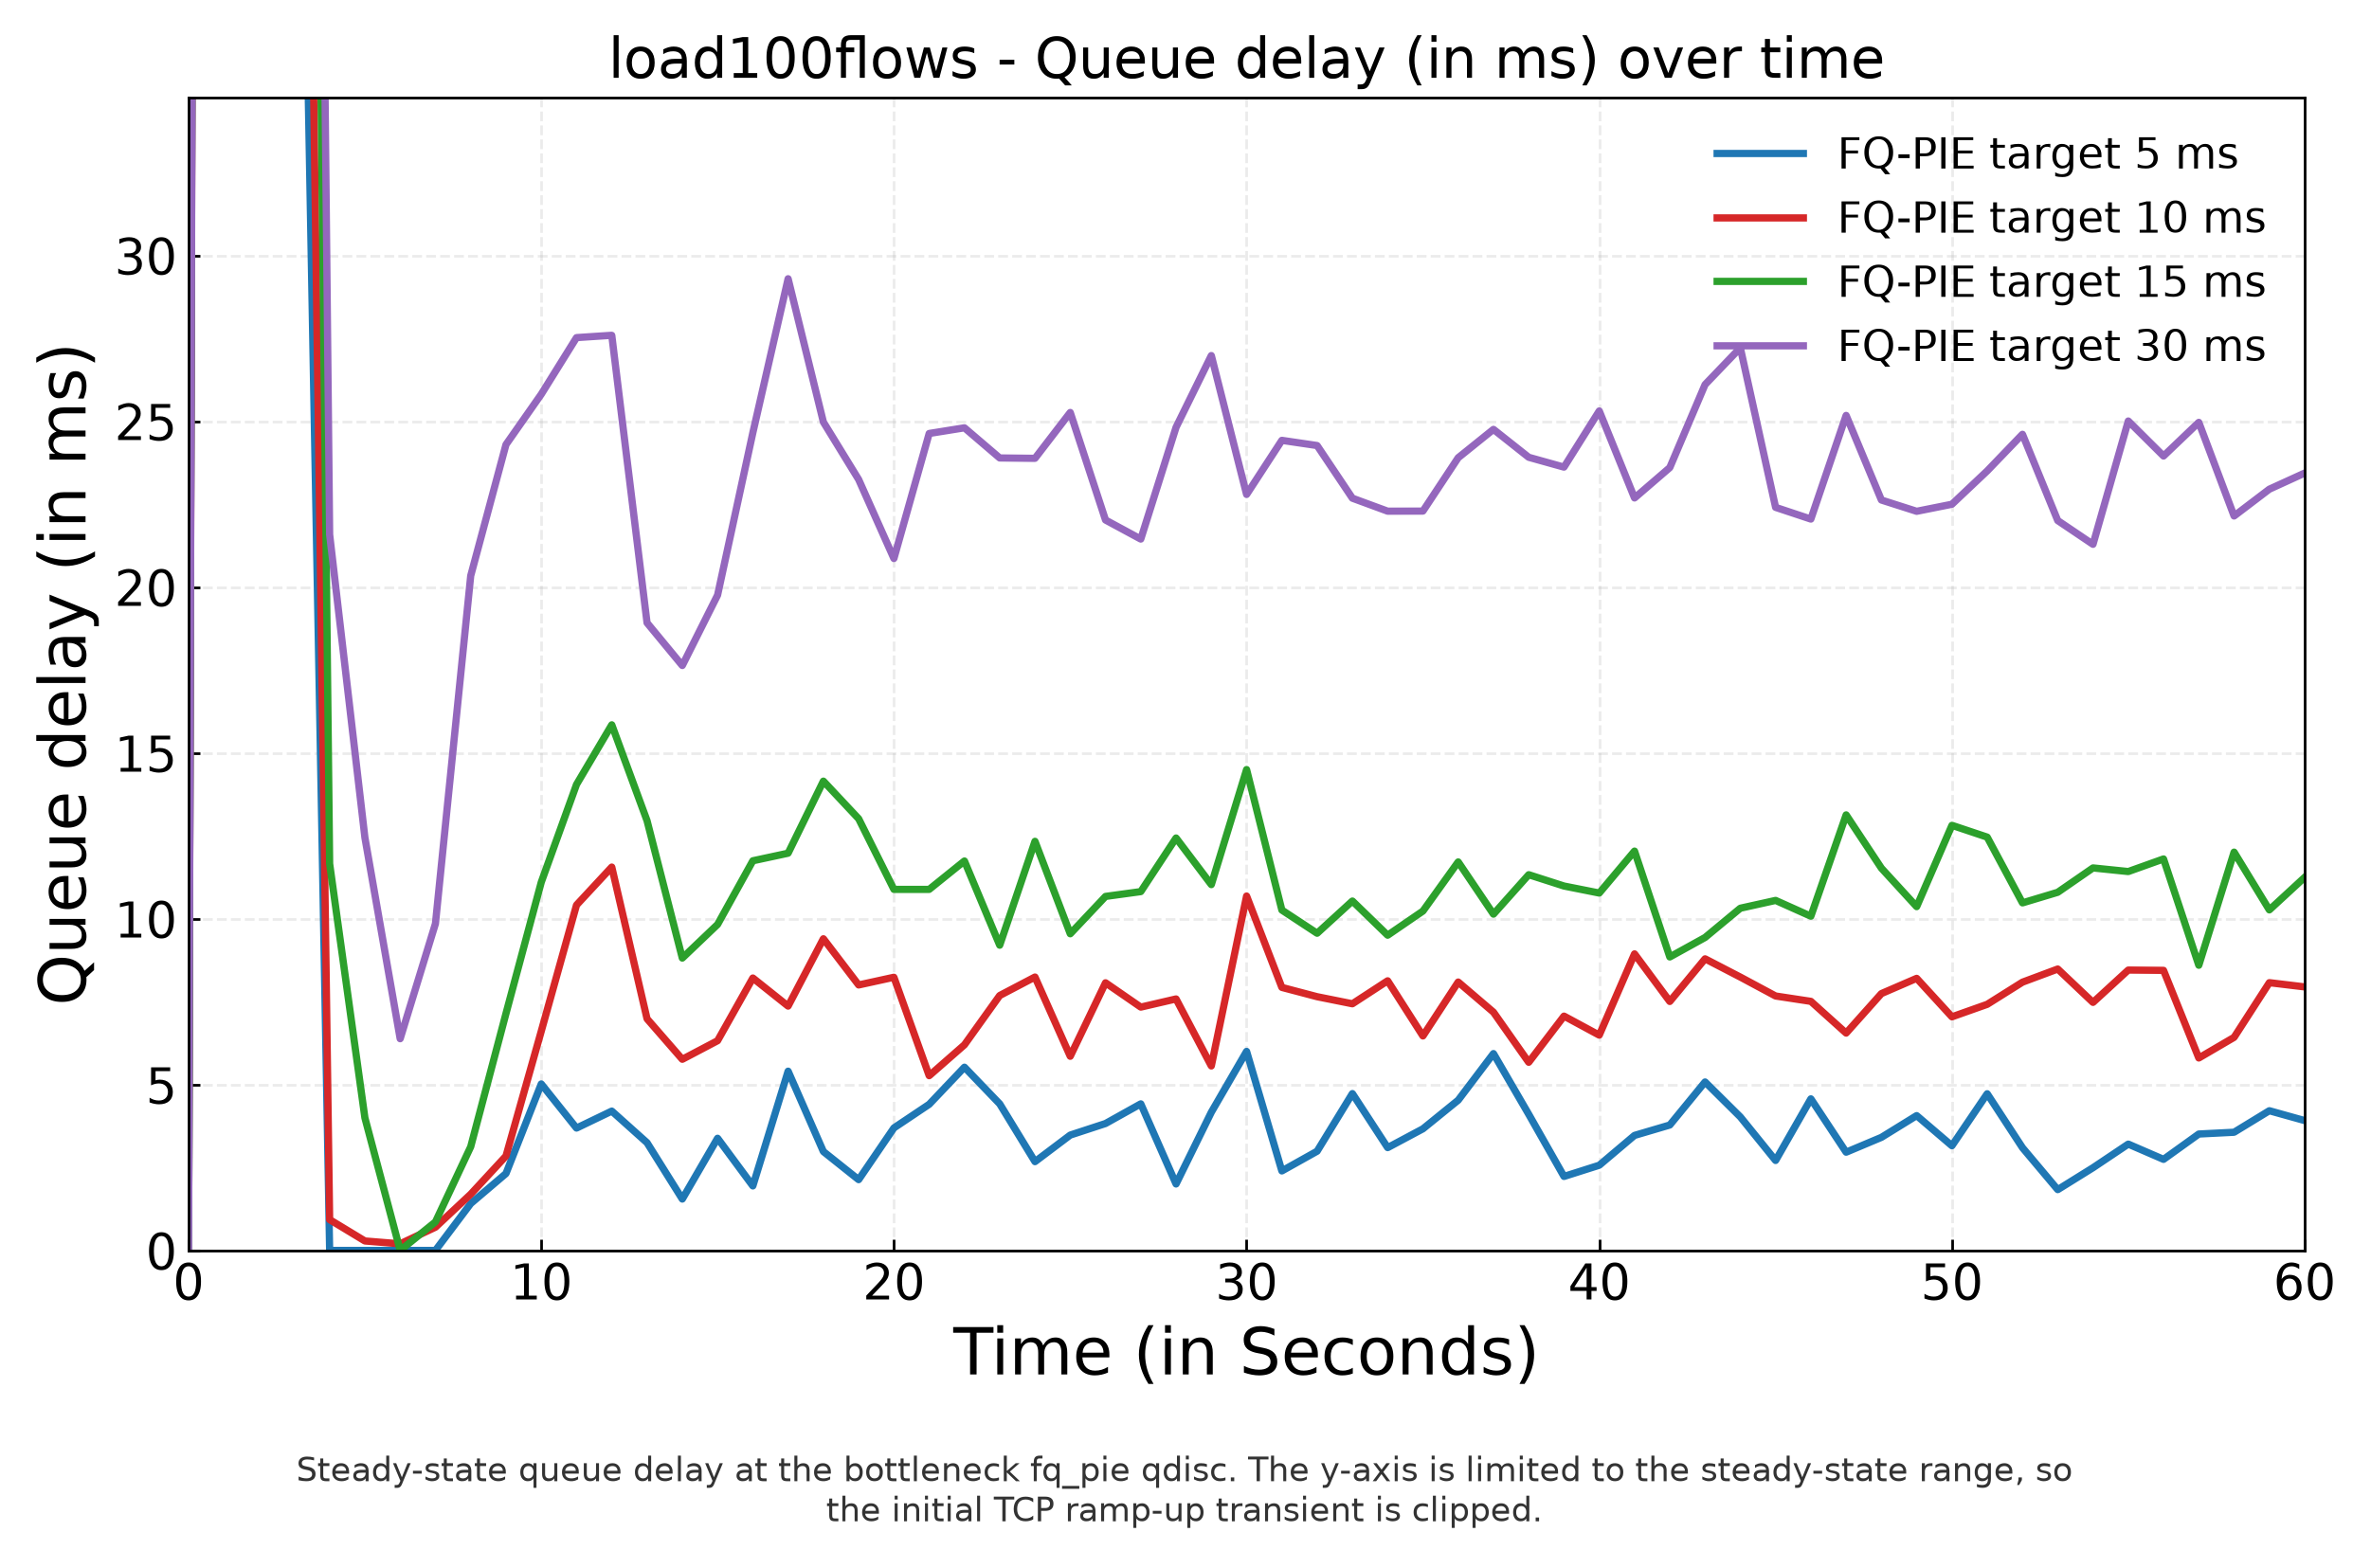 load100flows - Queue delay (in ms) over time
FQ-PIE target 5 ms
FQ-PIE target 10 ms
FQ-PIE target 15 ms
FQ-PIE target 30 ms
Queue delay (in ms)
30
25
20
15
10
5
0
0 10 20 30 40 50 60
Time (in Seconds)
Steady-state queue delay at the bottleneck fq_pie qdisc. The y-axis is limited to the steady-state range, so
the initial TCP ramp-up transient is clipped.